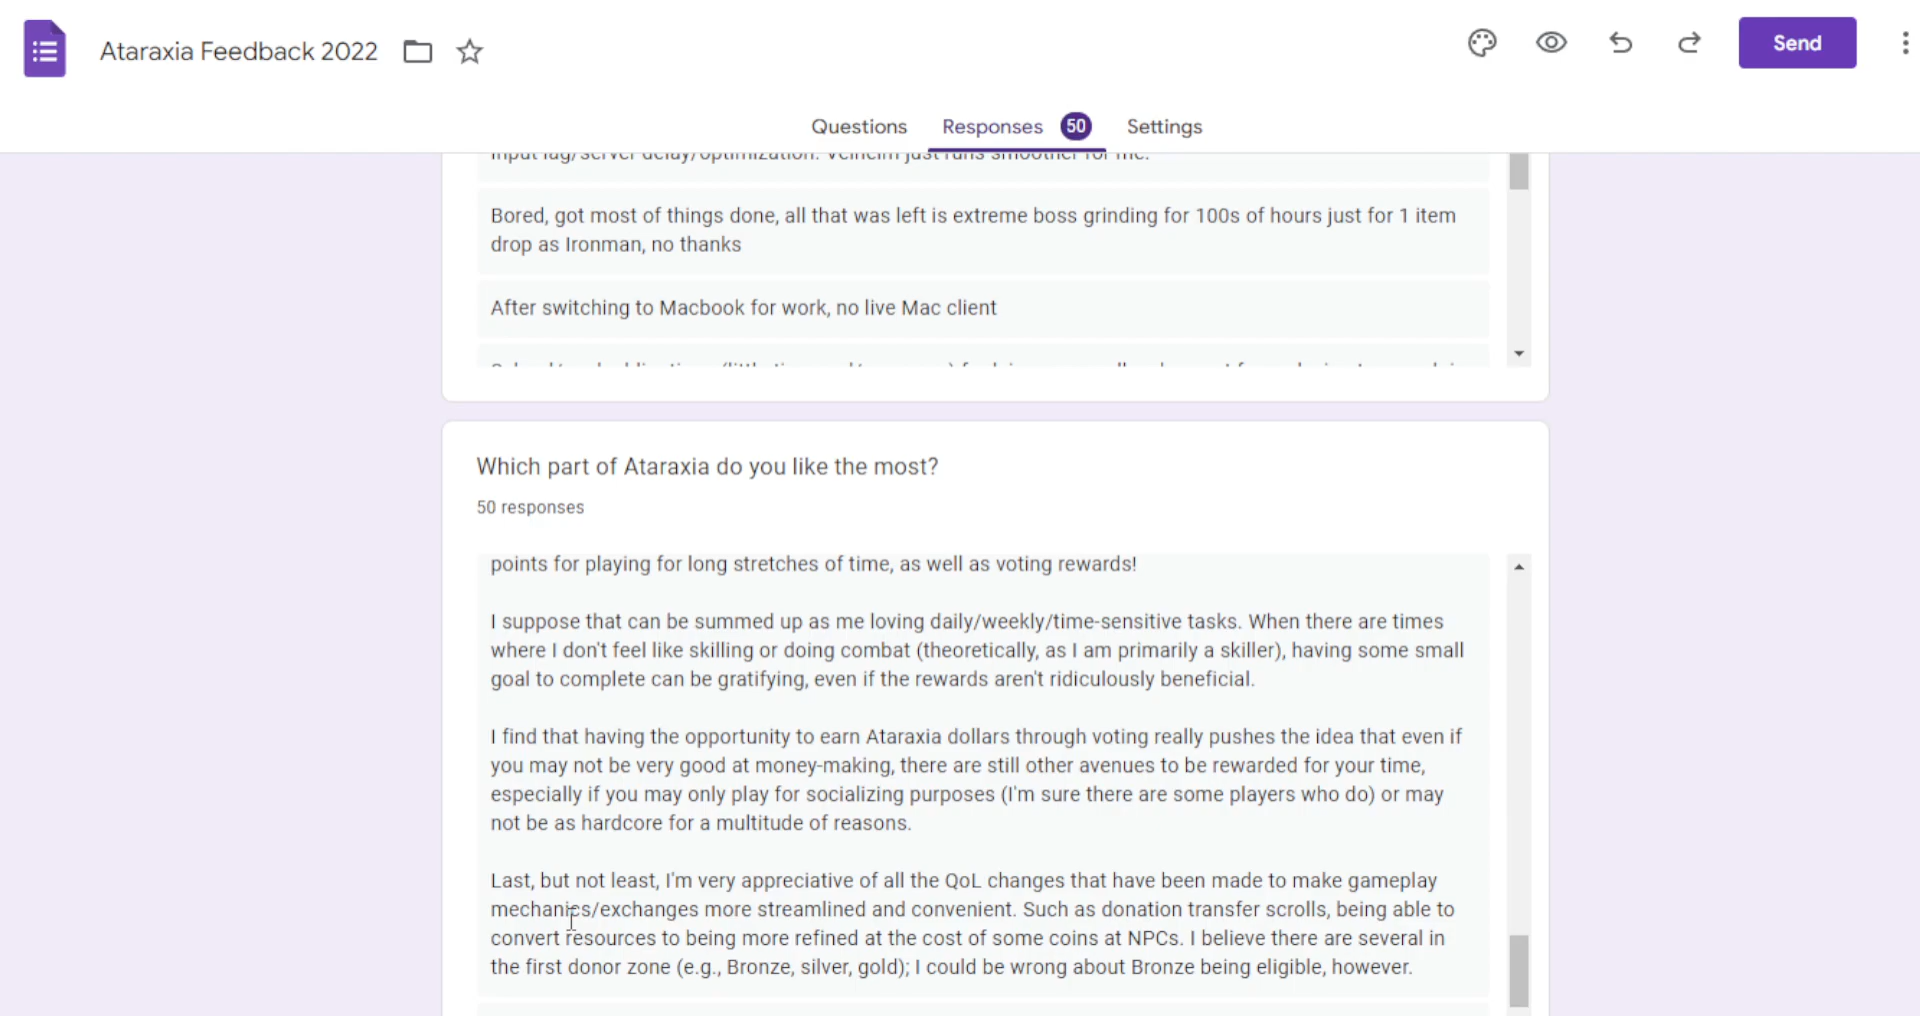 Ataraxia Feedback 2022
Send
Questions
Responses 50
Settings
input lag/server delay/optimization. Velheim just runs smoother for me.
Bored, got most of things done, all that was left is extreme boss grinding for 100s of hours just for 1 item
drop as Ironman, no thanks
After switching to Macbook for work, no live Mac client
Which part of Ataraxia do you like the most?
50 responses
points for playing for long stretches of time, as well as voting rewards!
I suppose that can be summed up as me loving daily/weekly/time-sensitive tasks. When there are times
where I don't feel like skilling or doing combat (theoretically, as I am primarily a skiller), having some small
goal to complete can be gratifying, even if the rewards aren't ridiculously beneficial.
I find that having the opportunity to earn Ataraxia dollars through voting really pushes the idea that even if
you may not be very good at money-making, there are still other avenues to be rewarded for your time,
especially if you may only play for socializing purposes (I'm sure there are some players who do) or may
not be as hardcore for a multitude of reasons.
Last, but not least, I'm very appreciative of all the QoL changes that have been made to make gameplay
mechanics/exchanges more streamlined and convenient. Such as donation transfer scrolls, being able to
convert resources to being more refined at the cost of some coins at NPCs. I believe there are several in
the first donor zone (e.g., Bronze, silver, gold); I could be wrong about Bronze being eligible, however.